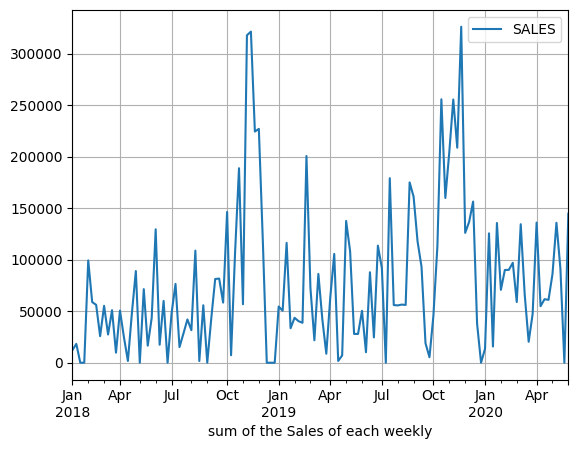 SALES
300000
250000
200000
150000
100000
50000
0
Jan Apr Jul Oct Jan Apr Jul Oct Jan Apr
2018 2019 2020
sum of the Sales of each weekly